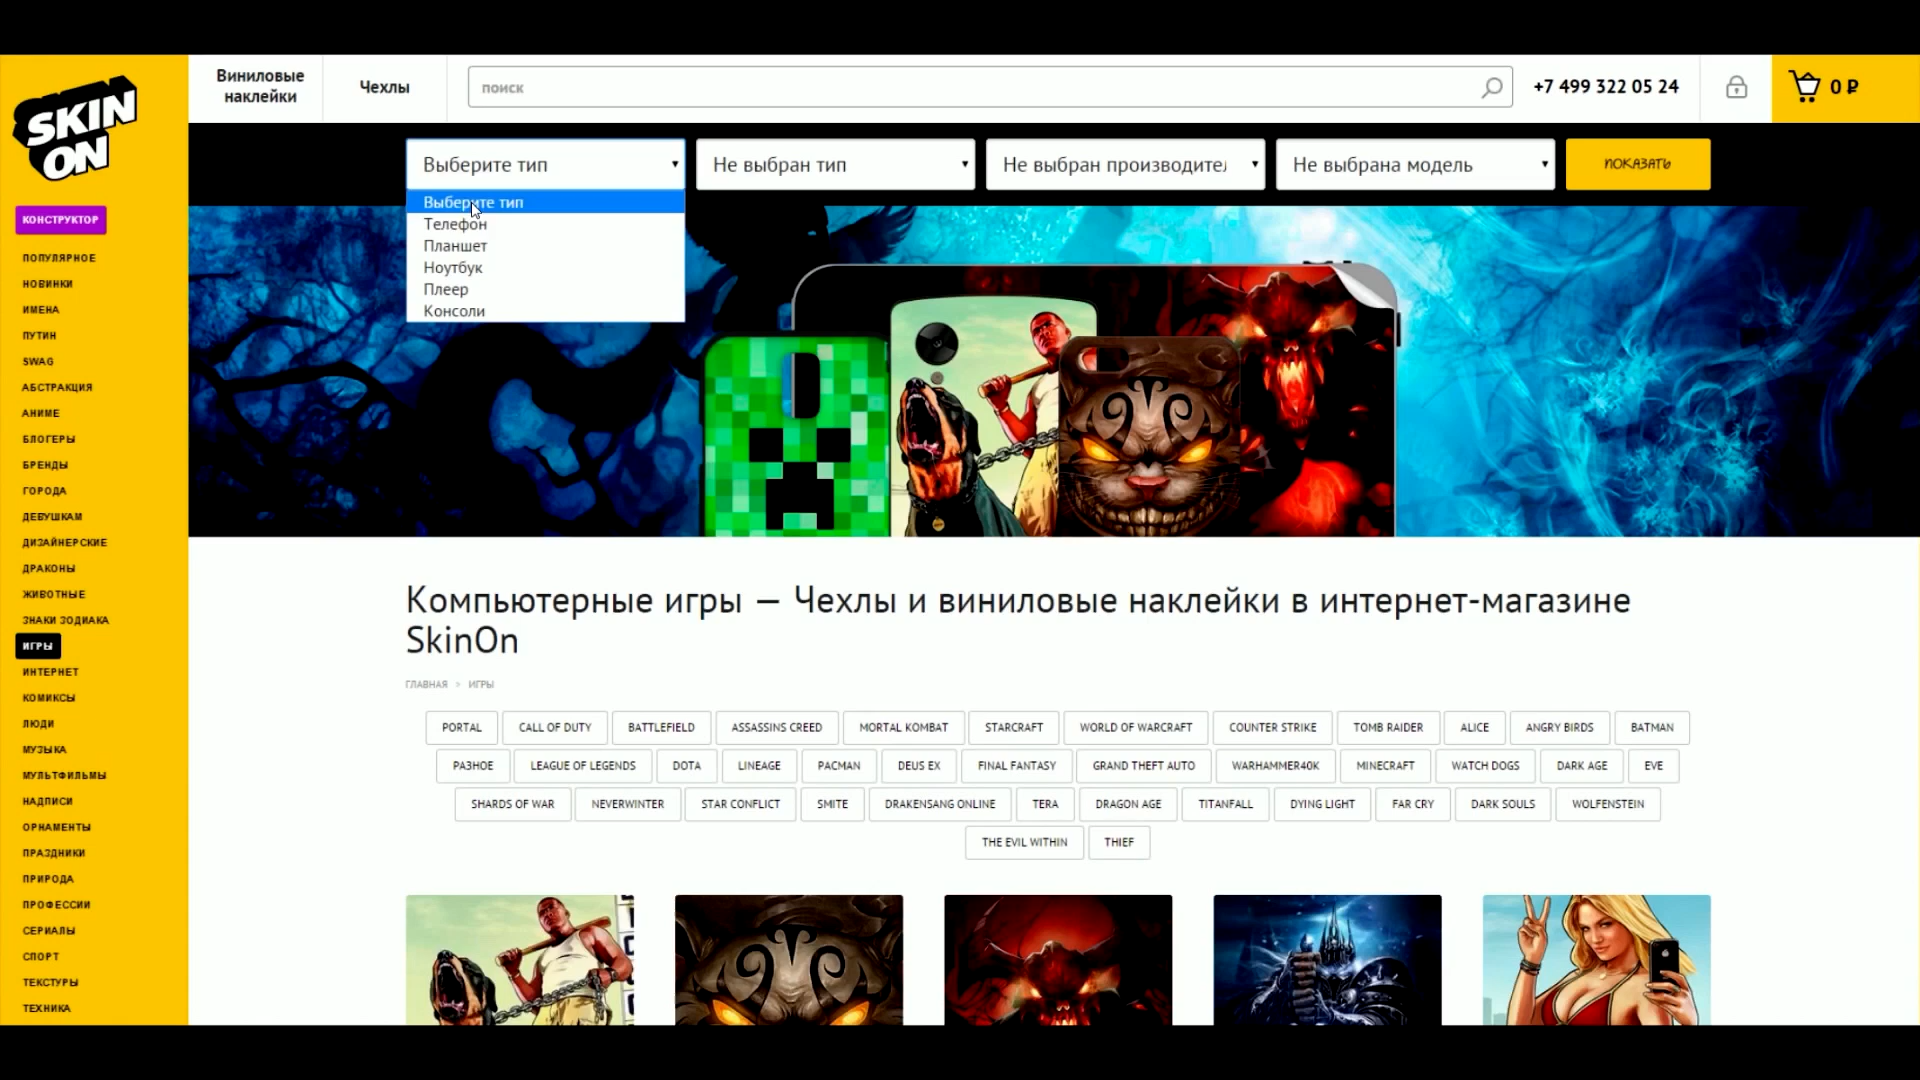 SKIN
ON
Виниловые
наклейки
Чехлы
поиск
+7 499 322 05 24
0 ₽
Выберите тип
Не выбран тип
Не выбран производител
Не выбрана модель
ПОКАЗАТЬ
Выберите тип
Телефон
Планшет
Ноутбук
Плеер
Консоли
КОНСТРУКТОР
ПОПУЛЯРНОЕ
НОВИНКИ
ИМЕНА
ПУТИН
SWAG
АБСТРАКЦИЯ
АНИМЕ
БЛОГЕРЫ
БРЕНДЫ
ГОРОДА
ДЕВУШКАМ
ДИЗАЙНЕРСКИЕ
ДРАКОНЫ
ЖИВОТНЫЕ
ЗНАКИ ЗОДИАКА
ИГРЫ
ИНТЕРНЕТ
КОМИКСЫ
ЛЮДИ
МУЗЫКА
МУЛЬТФИЛЬМЫ
НАДПИСИ
ОРНАМЕНТЫ
ПРАЗДНИКИ
ПРИРОДА
ПРОФЕССИИ
СЕРИАЛЫ
СПОРТ
ТЕКСТУРЫ
ТЕХНИКА
Компьютерные игры — Чехлы и виниловые наклейки в интернет-магазине
SkinOn
ГЛАВНАЯ > ИГРЫ
PORTAL CALL OF DUTY BATTLEFIELD ASSASSINS CREED MORTAL KOMBAT STARCRAFT WORLD OF WARCRAFT COUNTER STRIKE TOMB RAIDER ALICE ANGRY BIRDS BATMAN
РАЗНОЕ LEAGUE OF LEGENDS DOTA LINEAGE PACMAN DEUS EX FINAL FANTASY GRAND THEFT AUTO WARHAMMER40K MINECRAFT WATCH DOGS DARK AGE EVE
SHARDS OF WAR NEVERWINTER STAR CONFLICT SMITE DRAKENSANG ONLINE TERA DRAGON AGE TITANFALL DYING LIGHT FAR CRY DARK SOULS WOLFENSTEIN
THE EVIL WITHIN THIEF